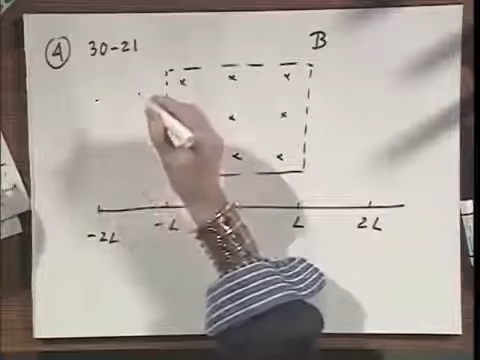 ④ 30-21
B
x x x
x x
x x
-2L -L L 2L